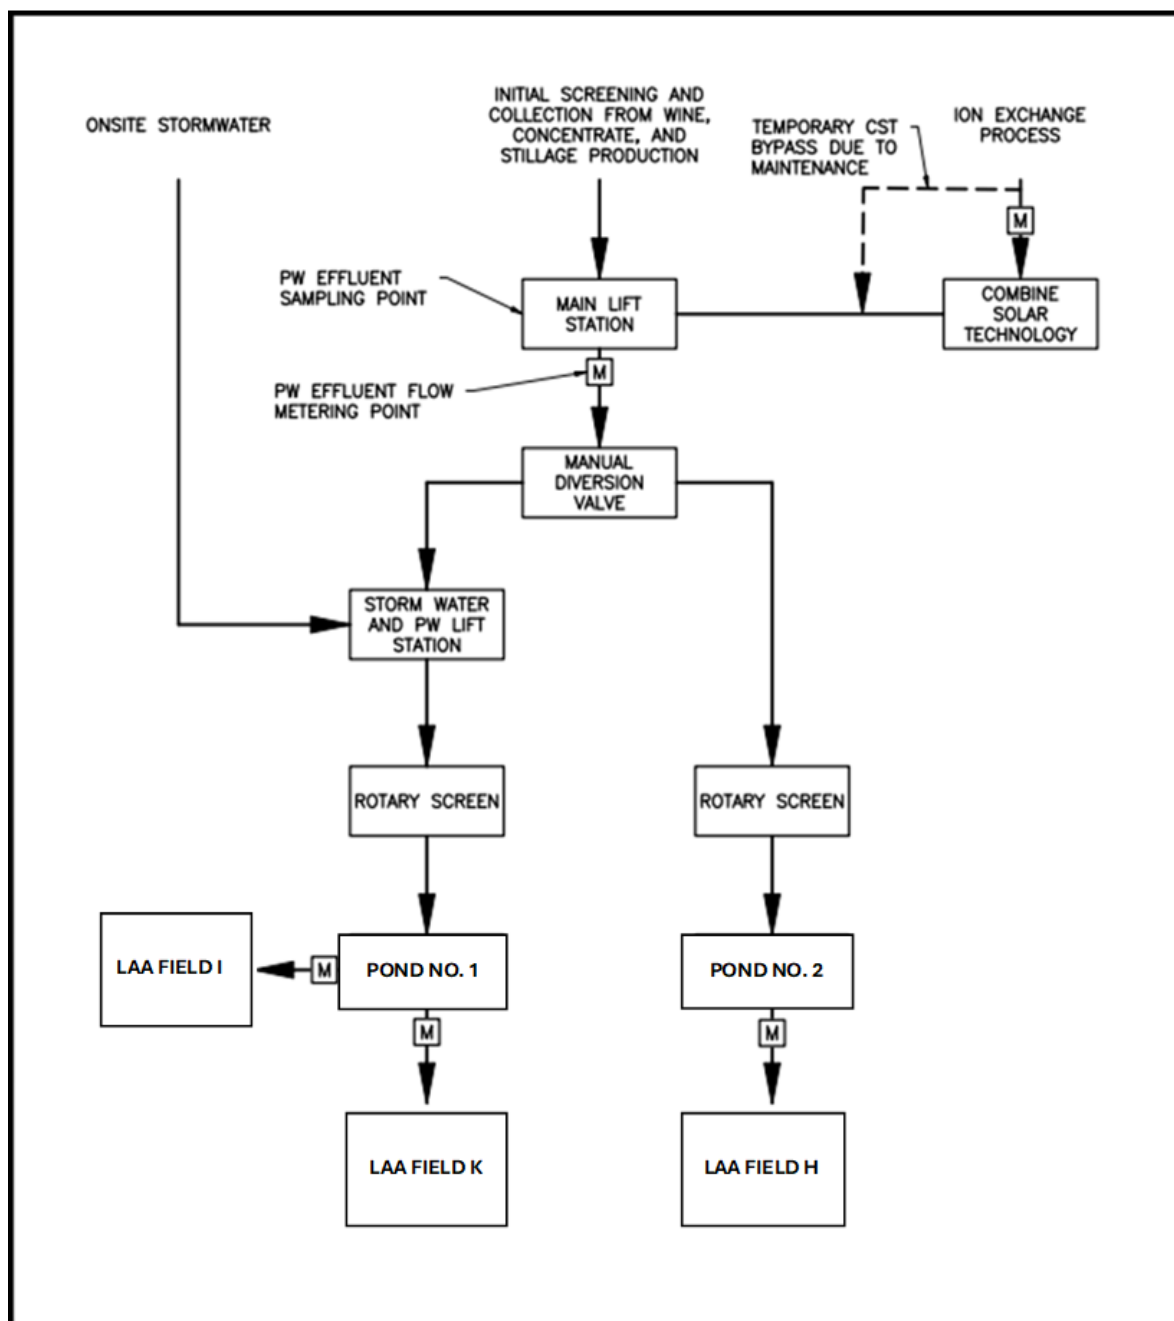 ONSITE STORMWATER
INITIAL SCREENING AND
COLLECTION FROM WINE,
CONCENTRATE, AND
STILLAGE PRODUCTION
TEMPORARY CST
BYPASS DUE TO
MAINTENANCE
ION EXCHANGE
PROCESS
M
PW EFFLUENT
SAMPLING POINT
MAIN LIFT
STATION
COMBINE
SOLAR
TECHNOLOGY
PW EFFLUENT FLOW
METERING POINT
M
MANUAL
DIVERSION
VALVE
STORM WATER
AND PW LIFT
STATION
ROTARY SCREEN
ROTARY SCREEN
LAA FIELD I
M
POND NO. 1
POND NO. 2
M
M
LAA FIELD K
LAA FIELD H